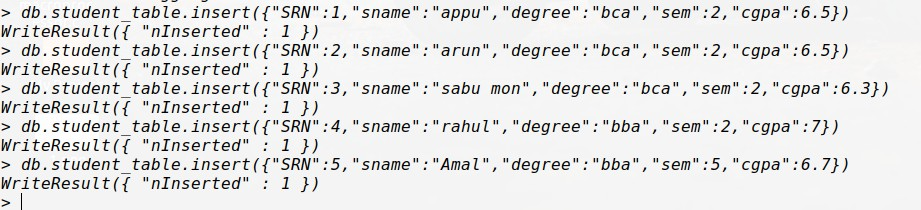 > db.student_table.insert({"SRN":1,"sname":"appu","degree":"bca","sem":2,"cgpa":6.5})
WriteResult({ "nInserted" : 1 })
> db.student_table.insert({"SRN":2,"sname":"arun","degree":"bca","sem":2,"cgpa":6.5})
WriteResult({ "nInserted" : 1 })
> db.student_table.insert({"SRN":3,"sname":"sabu mon","degree":"bca","sem":2,"cgpa":6.3})
WriteResult({ "nInserted" : 1 })
> db.student_table.insert({"SRN":4,"sname":"rahul","degree":"bba","sem":2,"cgpa":7})
WriteResult({ "nInserted" : 1 })
> db.student_table.insert({"SRN":5,"sname":"Amal","degree":"bba","sem":5,"cgpa":6.7})
WriteResult({ "nInserted" : 1 })
>